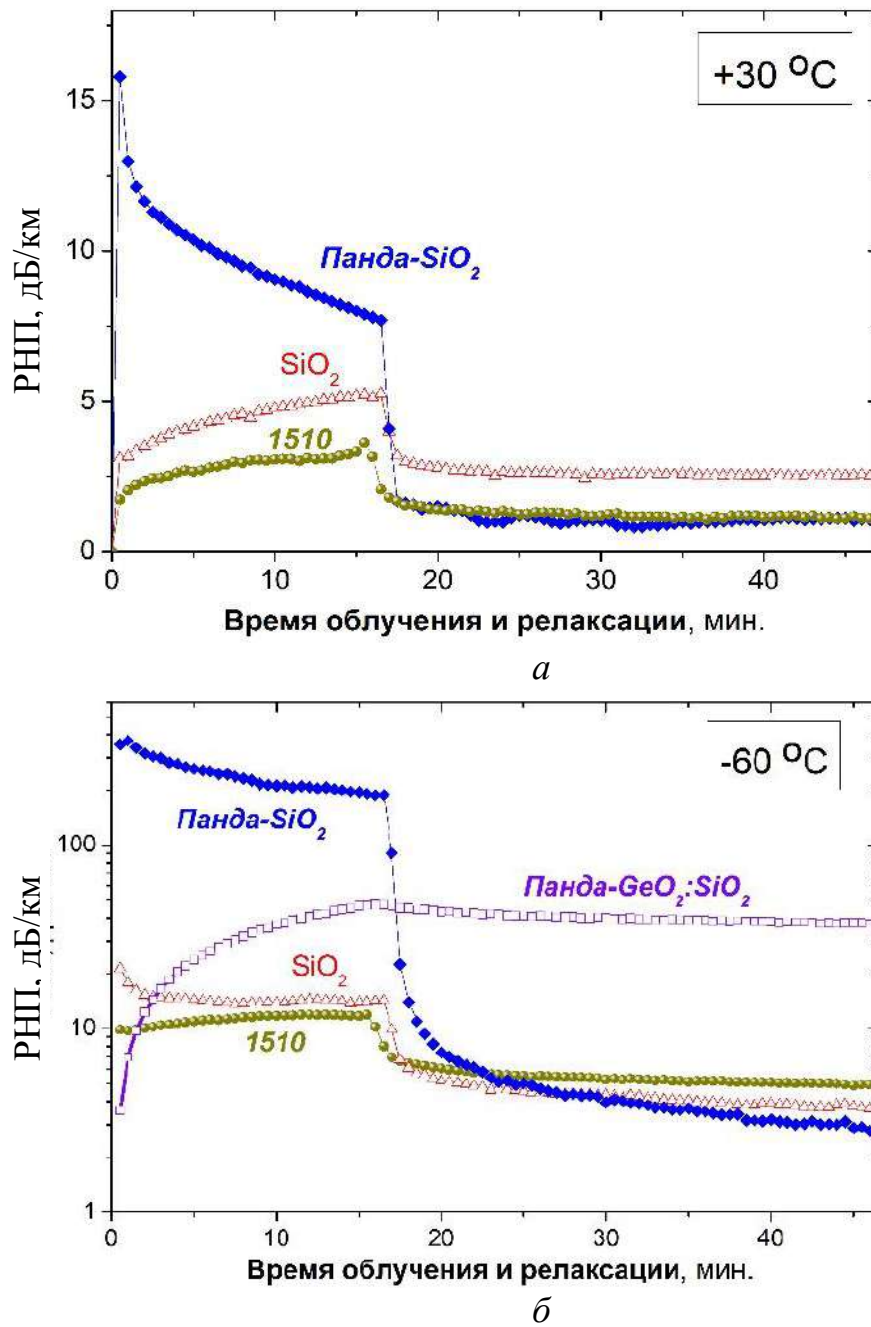 +30 °C
15
10
5
0
РНП, дБ/км
Панда-SiO₂
SiO₂
1510
0 10 20 30 40
Время облучения и релаксации, мин.
а
-60 °C
100
10
1
РНП, дБ/км
Панда-SiO₂
Панда-GeO₂:SiO₂
SiO₂
1510
0 10 20 30 40
Время облучения и релаксации, мин.
б